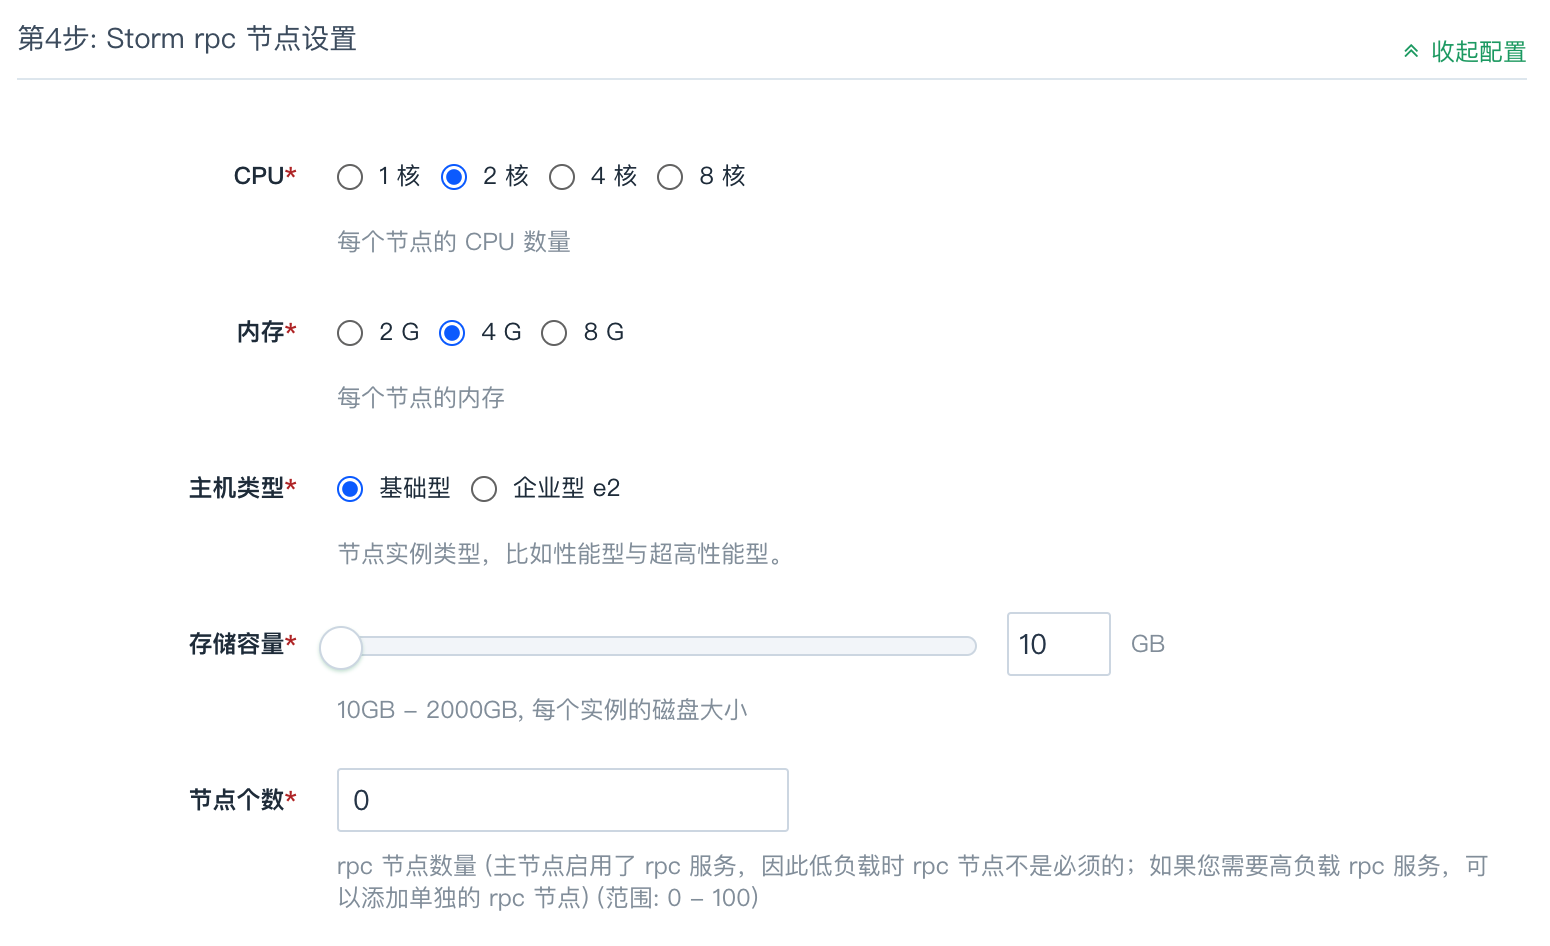 第4步: Storm rpc 节点设置
收起配置
CPU* 1 核 2 核 4 核 8 核
每个节点的 CPU 数量
内存* 2 G 4 G 8 G
每个节点的内存
主机类型* 基础型 企业型 e2
节点实例类型，比如性能型与超高性能型。
存储容量* 10 GB
10GB – 2000GB, 每个实例的磁盘大小
节点个数* 0
rpc 节点数量 (主节点启用了 rpc 服务，因此低负载时 rpc 节点不是必须的；如果您需要高负载 rpc 服务，可
以添加单独的 rpc 节点) (范围: 0 – 100)